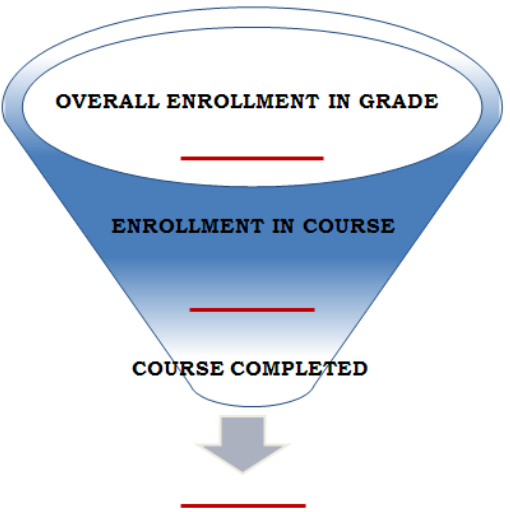 OVERALL ENROLLMENT IN GRADE
ENROLLMENT IN COURSE
COURSE COMPLETED